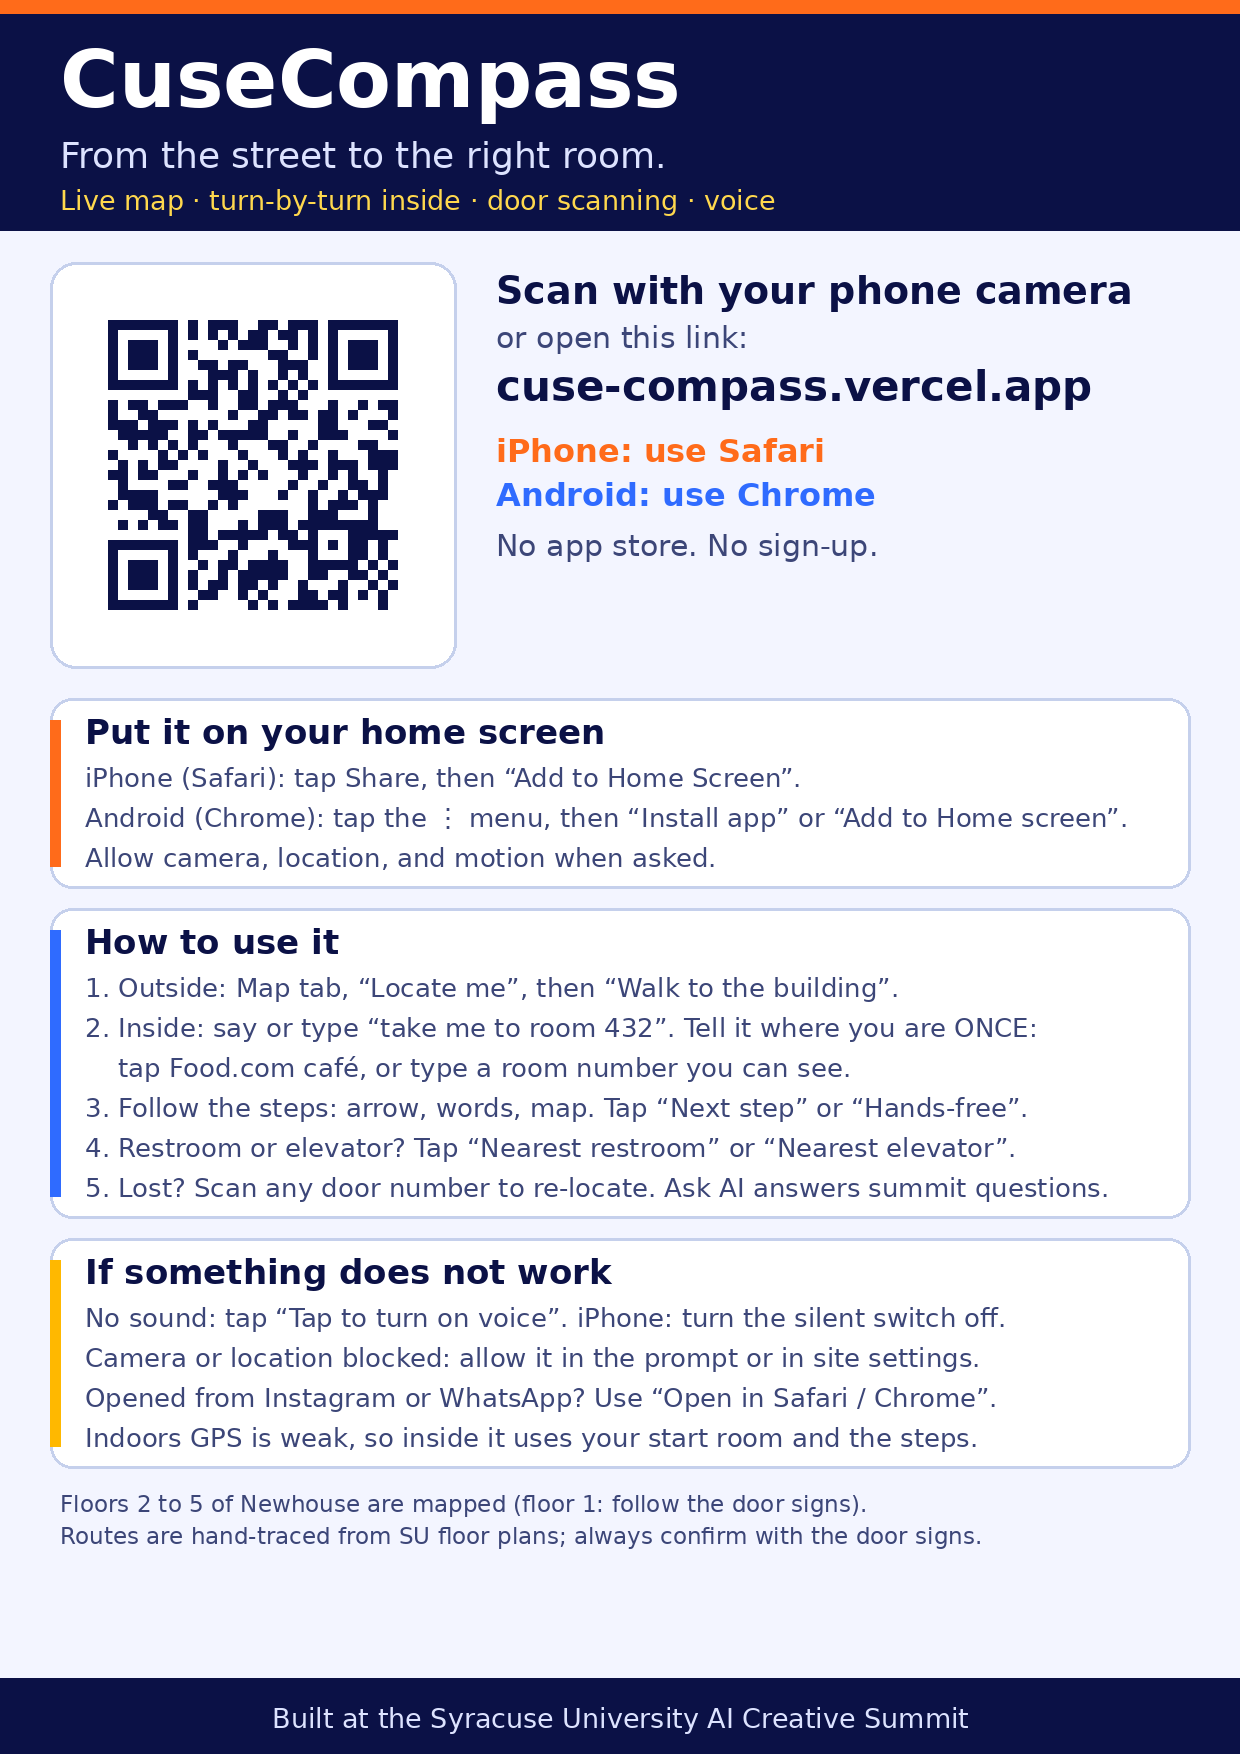 CuseCompass
From the street to the right room.
Live map · turn-by-turn inside · door scanning · voice
Scan with your phone camera
or open this link:
cuse-compass.vercel.app
iPhone: use Safari
Android: use Chrome
No app store. No sign-up.
Put it on your home screen
iPhone (Safari): tap Share, then “Add to Home Screen”.
Android (Chrome): tap the ⋮ menu, then “Install app” or “Add to Home screen”.
Allow camera, location, and motion when asked.
How to use it
1. Outside: Map tab, “Locate me”, then “Walk to the building”.
2. Inside: say or type “take me to room 432”. Tell it where you are ONCE:
tap Food.com café, or type a room number you can see.
3. Follow the steps: arrow, words, map. Tap “Next step” or “Hands-free”.
4. Restroom or elevator? Tap “Nearest restroom” or “Nearest elevator”.
5. Lost? Scan any door number to re-locate. Ask AI answers summit questions.
If something does not work
No sound: tap “Tap to turn on voice”. iPhone: turn the silent switch off.
Camera or location blocked: allow it in the prompt or in site settings.
Opened from Instagram or WhatsApp? Use “Open in Safari / Chrome”.
Indoors GPS is weak, so inside it uses your start room and the steps.
Floors 2 to 5 of Newhouse are mapped (floor 1: follow the door signs).
Routes are hand-traced from SU floor plans; always confirm with the door signs.
Built at the Syracuse University AI Creative Summit